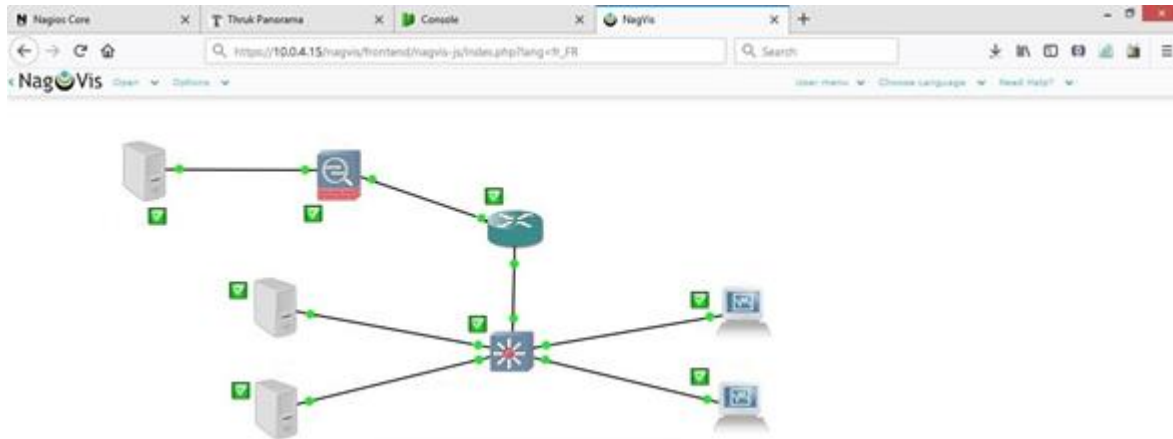 Nagios Core
Thruk Panorama
Console
NagVis
https://10.0.4.15/nagvis/frontend/nagvis-js/index.php?lang=fr_FR
Search
NagVis Open Options User menu Choose Language Need Help?